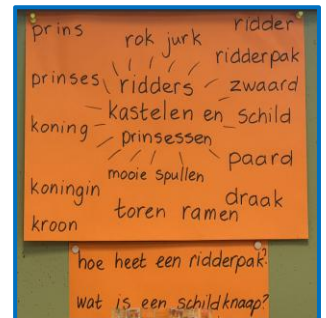 prins rok jurk ridder
ridderpak
prinses ridders zwaard
kastelen en schild
koning prinsessen
paard
mooie spullen
koningin draak
toren ramen
kroon
hoe heet een ridderpak?
wat is een schildknaap?